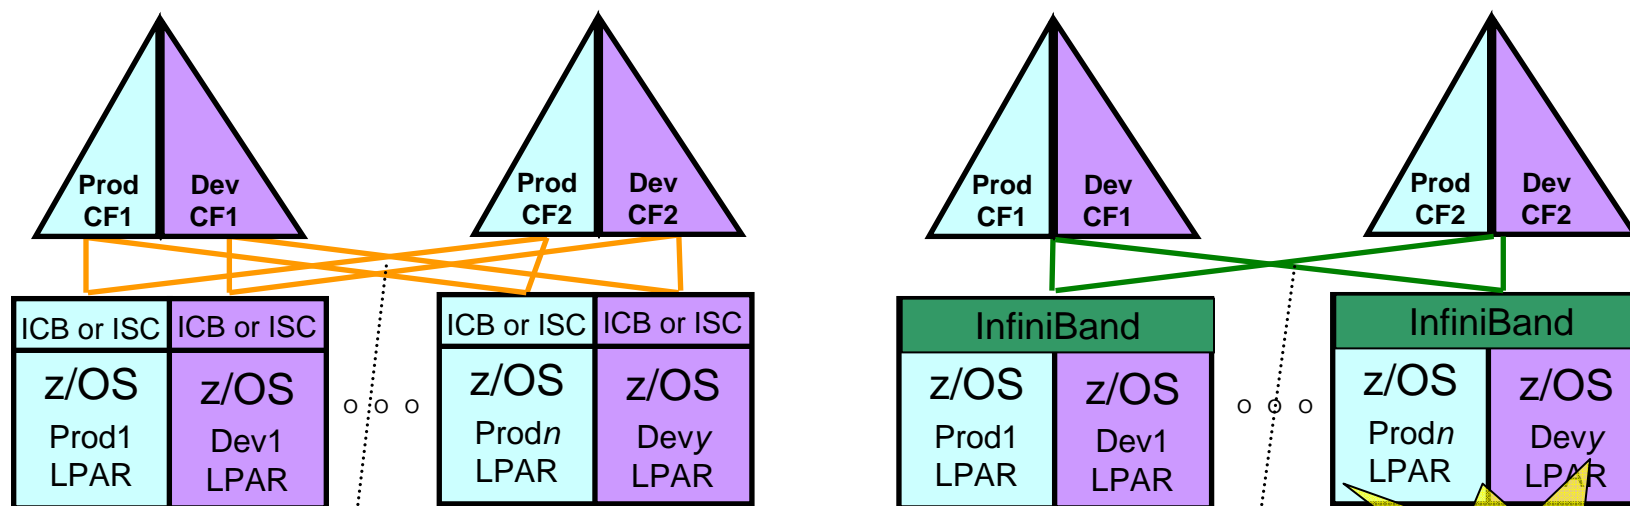 Prod
CF1
Dev
CF1
Prod
CF2
Dev
CF2
ICB or ISC
ICB or ISC
z/OS
Prod1
LPAR
z/OS
Dev1
LPAR
o o o
ICB or ISC
ICB or ISC
z/OS
Prodn
LPAR
z/OS
Devy
LPAR
Prod
CF1
Dev
CF1
Prod
CF2
Dev
CF2
InfiniBand
z/OS
Prod1
LPAR
z/OS
Dev1
LPAR
o o o
InfiniBand
z/OS
Prodn
LPAR
z/OS
Devy
LPAR